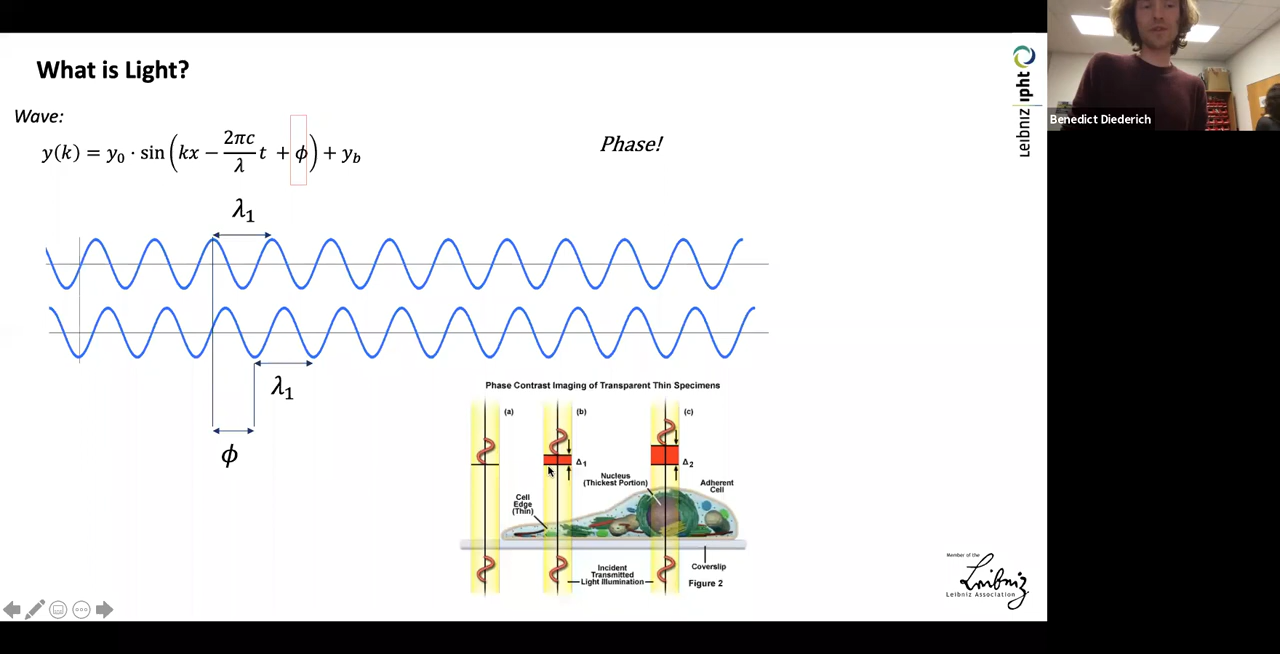 What is Light?
Wave:
y(k) = y₀ · sin(kx − 2πc/λ t + ϕ) + y_b
Phase!
λ₁
λ₁
ϕ
Phase Contrast Imaging of Transparent Thin Specimens
(a)
(b)
(c)
Δ₁
Δ₂
Nucleus
(Thickest Portion)
Adherent
Cell
Cell
Edge
(Thin)
Incident
Transmitted
Light Illumination
Coverslip
Figure 2
Leibniz ipht
Member of the
Leibniz
Leibniz Association
Benedict Diederich